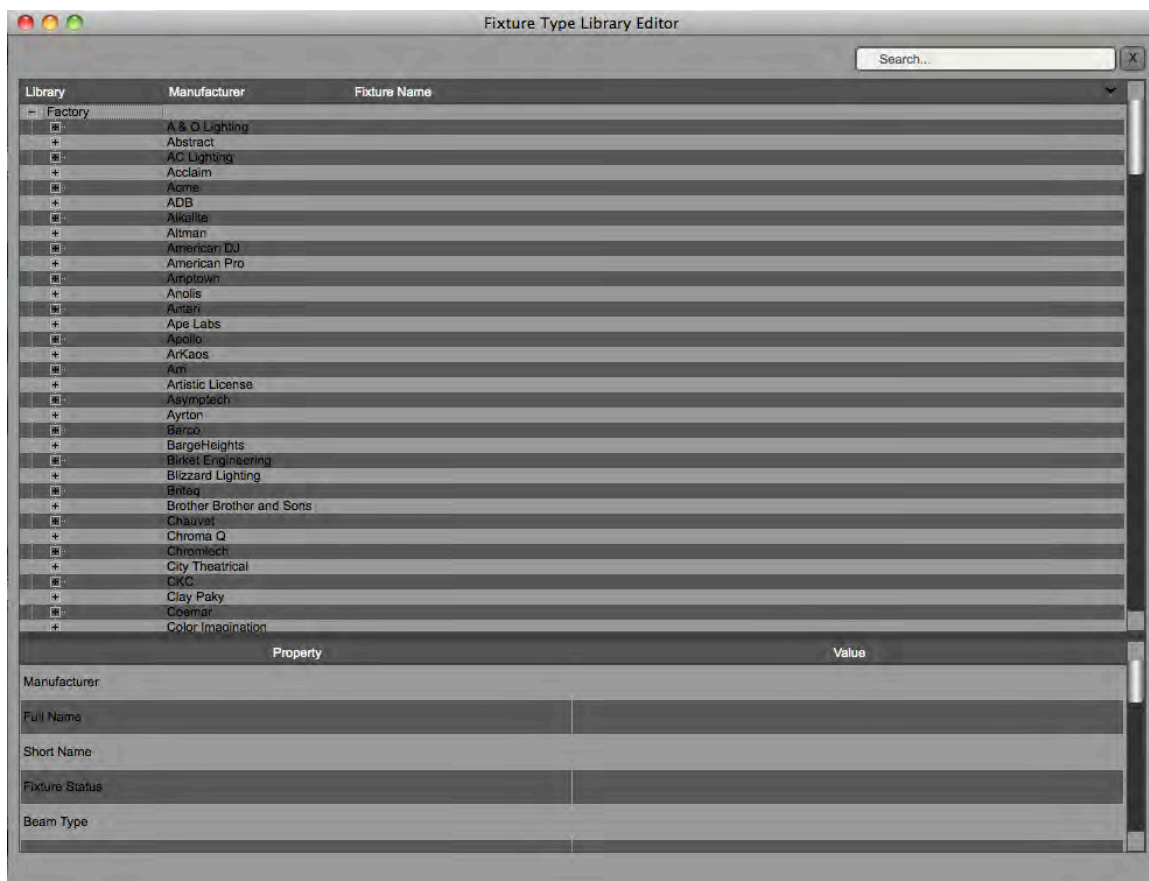 Fixture Type Library Editor
Search...
X
Library Manufacturer Fixture Name
Factory
A & O Lighting
Abstract
AC Lighting
Acclaim
Acme
ADB
Alkalite
Altman
American DJ
American Pro
Amptown
Anolis
Antari
Ape Labs
Apollo
ArKaos
Arri
Artistic License
Asymptech
Ayrton
Barco
BargeHeights
Birket Engineering
Blizzard Lighting
Briteq
Brother Brother and Sons
Chauvet
Chroma Q
Chromlech
City Theatrical
CKC
Clay Paky
Coemar
Color Imagination
Property Value
Manufacturer
Full Name
Short Name
Fixture Status
Beam Type